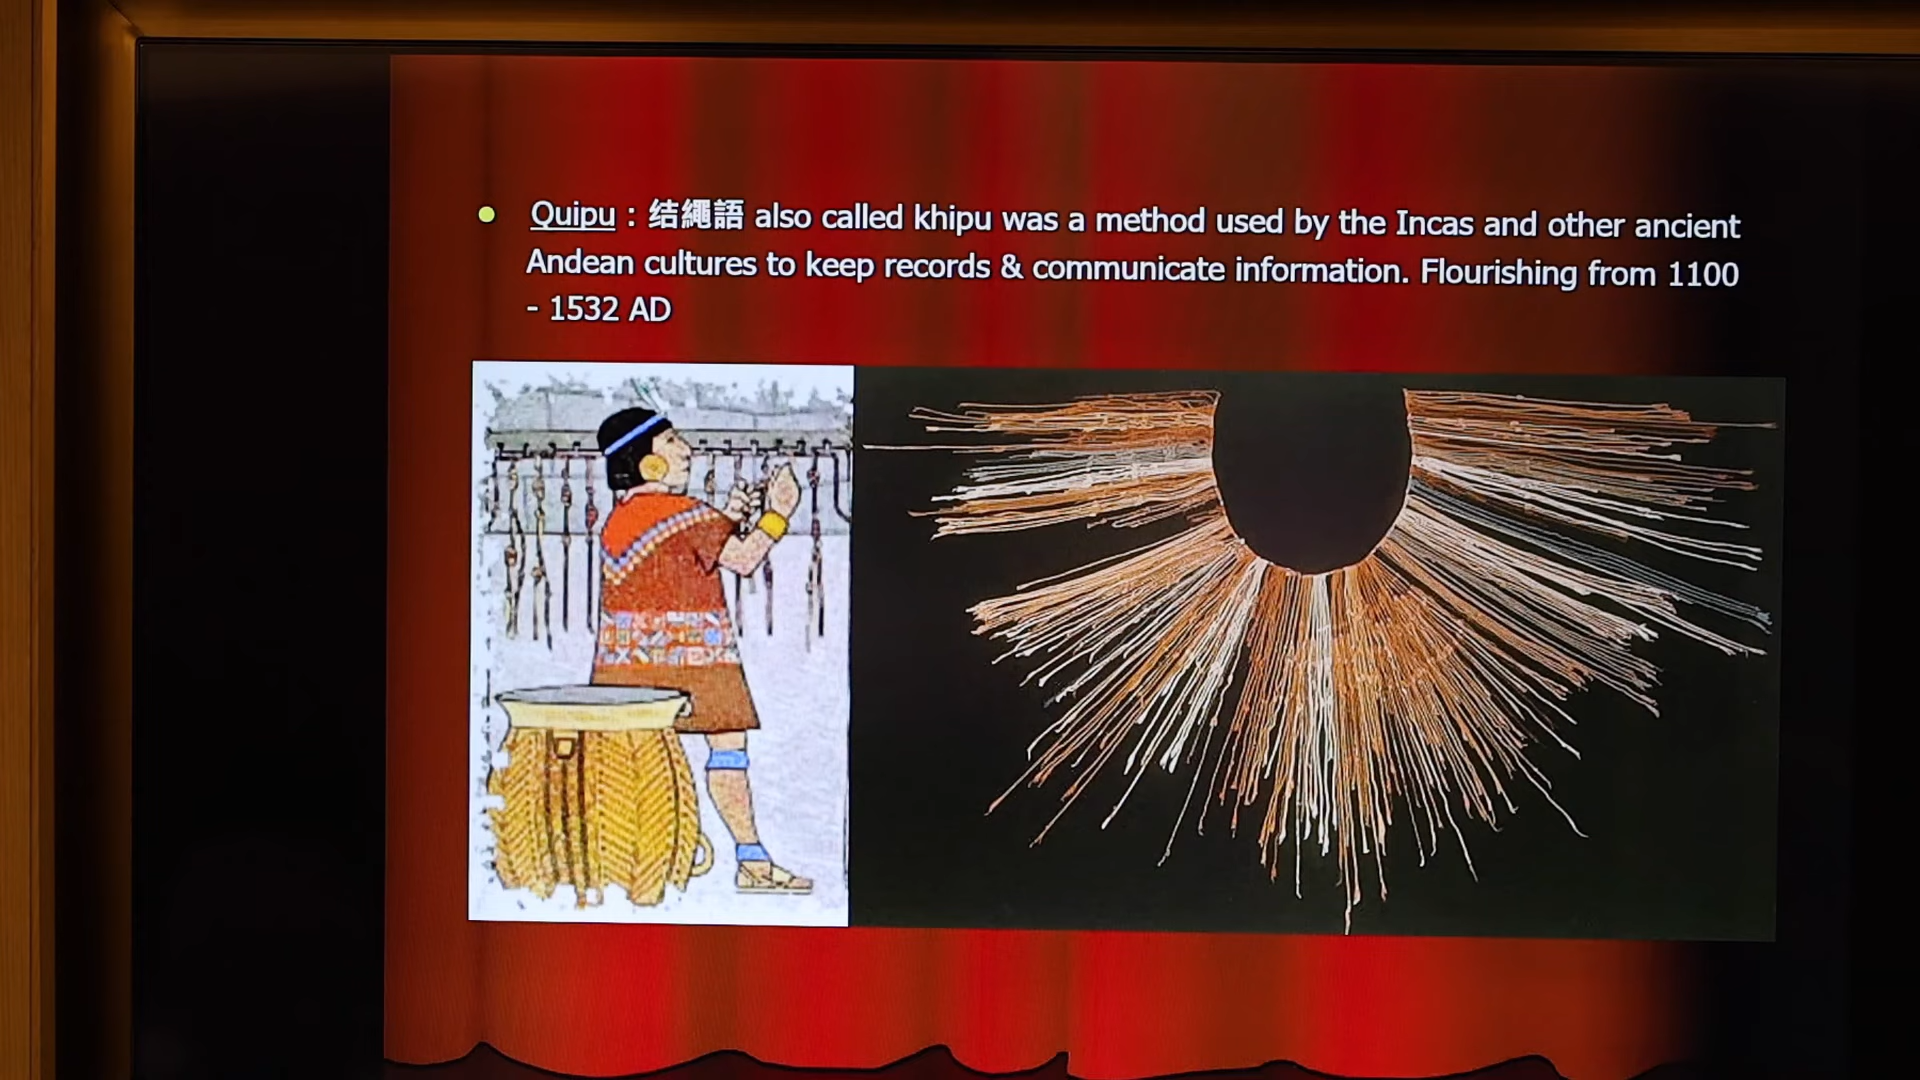 Quipu : 结繩語 also called khipu was a method used by the Incas and other ancient
Andean cultures to keep records & communicate information. Flourishing from 1100
- 1532 AD